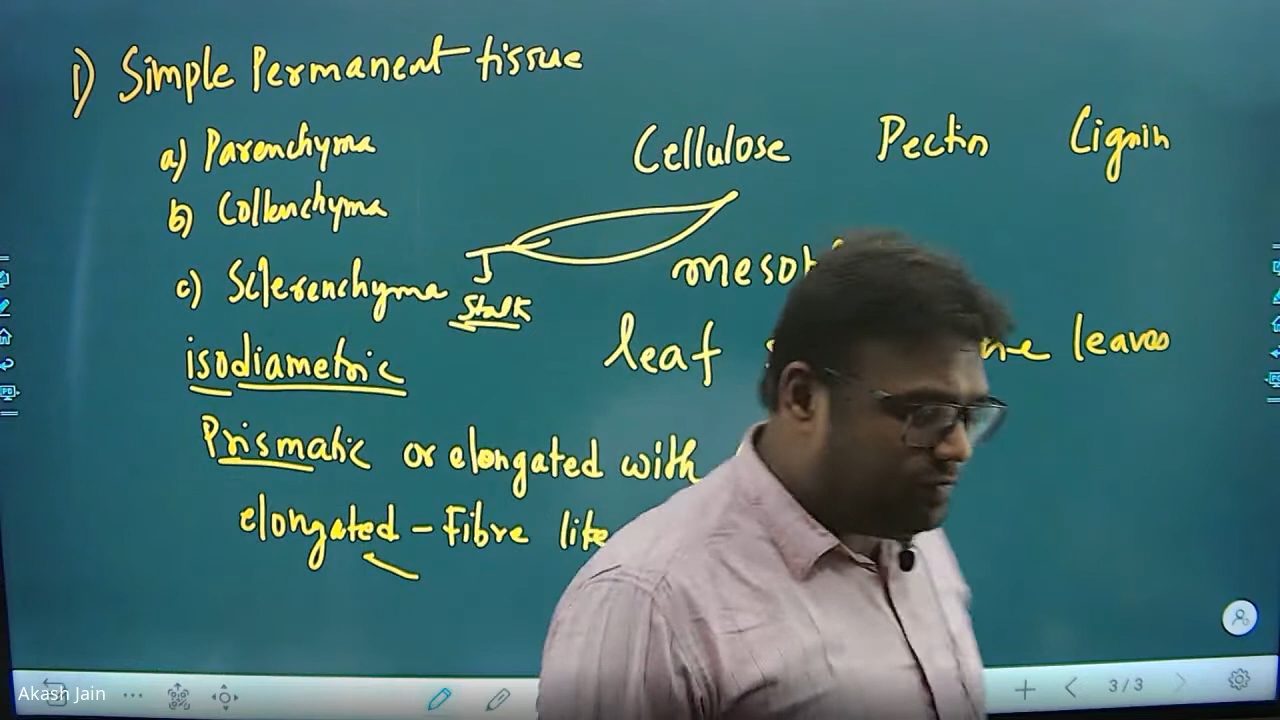 1) Simple Permanent tissue
a) Parenchyma
b) Collenchyma
c) Sclerenchyma
Stalk
Cellulose Pectin Lignin
leaf leaves
isodiametric
Prismatic or elongated with
elongated - Fibre like
Akash Jain
3/3